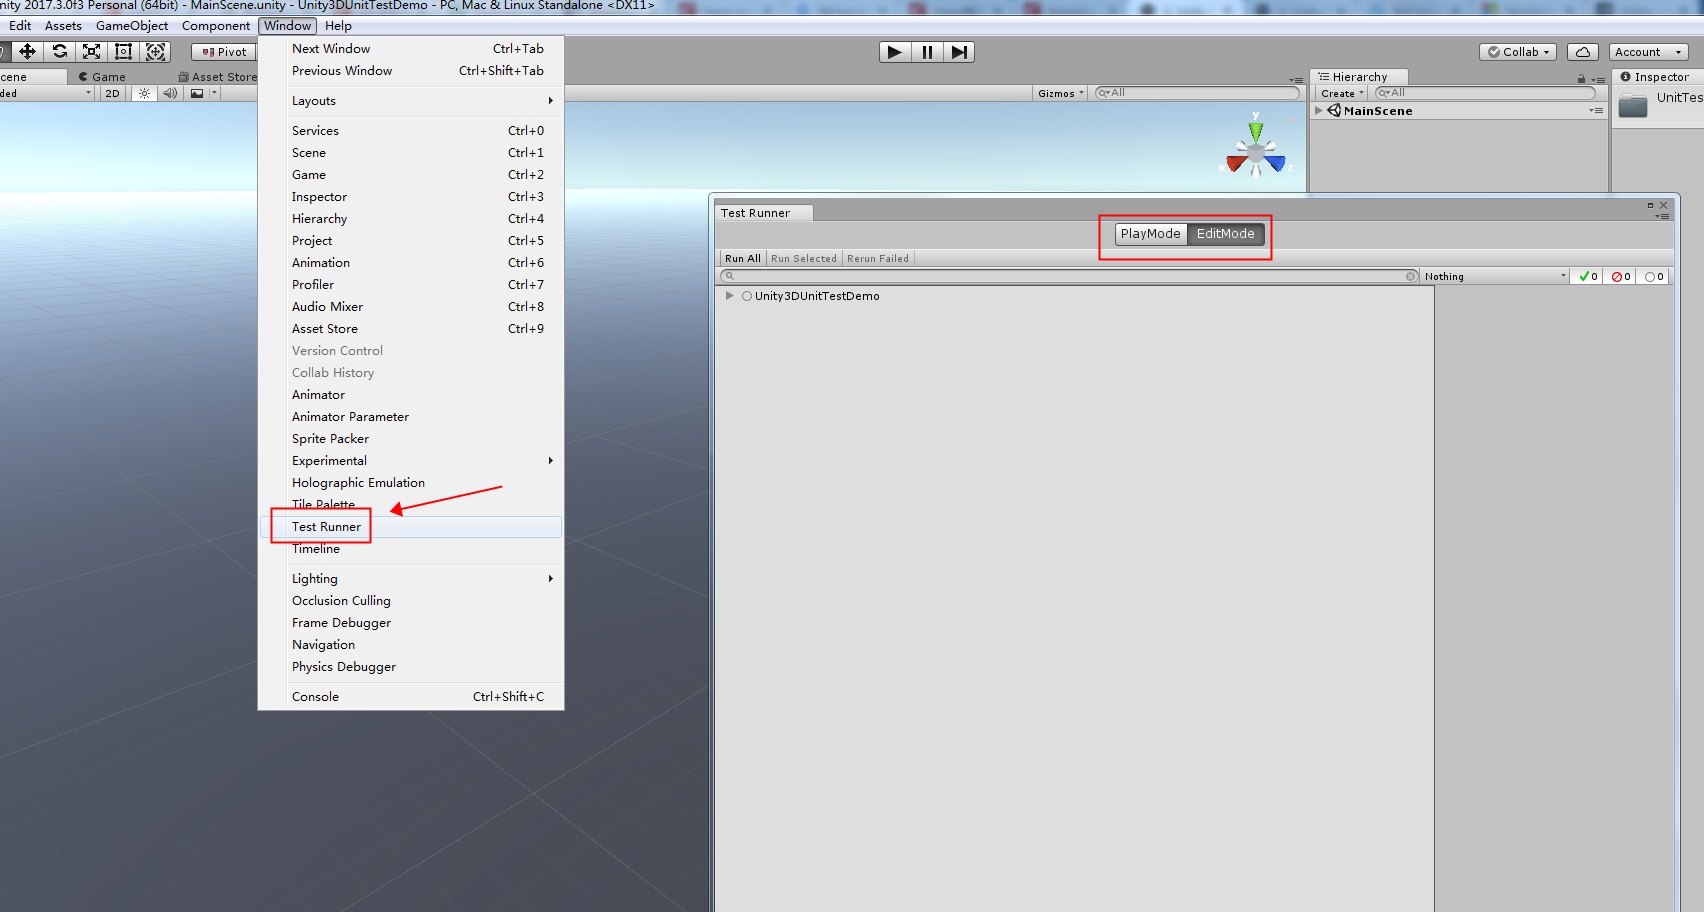 nity 2017.3.0f3 Personal (64bit) - MainScene.unity - Unity3DUnitTestDemo - PC, Mac & Linux Standalone <DX11>
Edit Assets GameObject Component Window Help
Pivot
Collab
Account
cene
Game
Asset Store
ded
2D
Gizmos
All
Hierarchy
Create
All
MainScene
Inspector
UnitTes
Next Window Ctrl+Tab
Previous Window Ctrl+Shift+Tab
Layouts
Services Ctrl+0
Scene Ctrl+1
Game Ctrl+2
Inspector Ctrl+3
Hierarchy Ctrl+4
Project Ctrl+5
Animation Ctrl+6
Profiler Ctrl+7
Audio Mixer Ctrl+8
Asset Store Ctrl+9
Version Control
Collab History
Animator
Animator Parameter
Sprite Packer
Experimental
Holographic Emulation
Tile Palette
Test Runner
Timeline
Lighting
Occlusion Culling
Frame Debugger
Navigation
Physics Debugger
Console Ctrl+Shift+C
y
x
z
Test Runner
PlayMode EditMode
Run All Run Selected Rerun Failed
Nothing
0 0 0
Unity3DUnitTestDemo